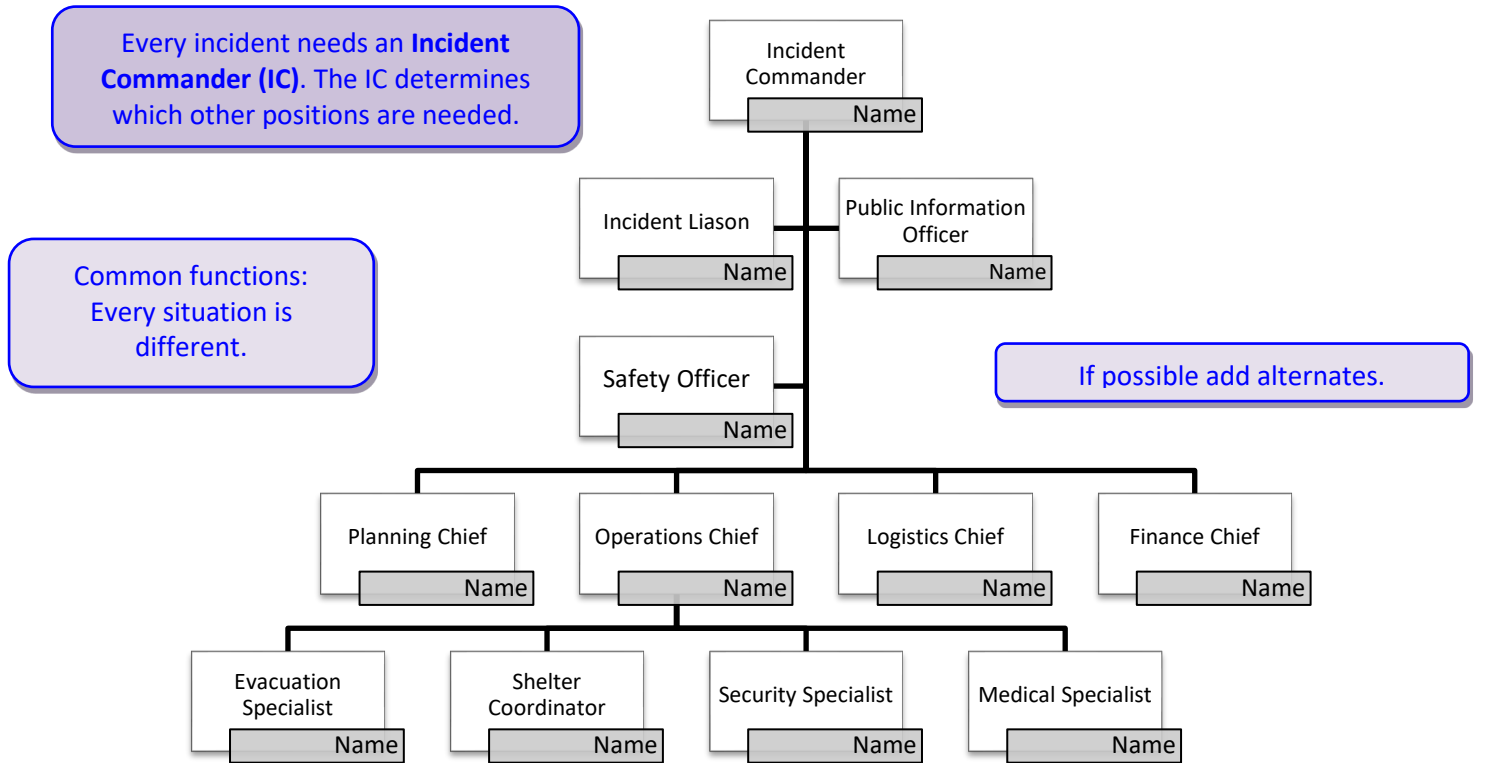 Every incident needs an Incident
Commander (IC). The IC determines
which other positions are needed.
Incident
Commander
Name
Incident Liason
Name
Public Information
Officer
Name
Common functions:
Every situation is
different.
Safety Officer
Name
If possible add alternates.
Planning Chief
Name
Operations Chief
Name
Logistics Chief
Name
Finance Chief
Name
Evacuation
Specialist
Name
Shelter
Coordinator
Name
Security Specialist
Name
Medical Specialist
Name